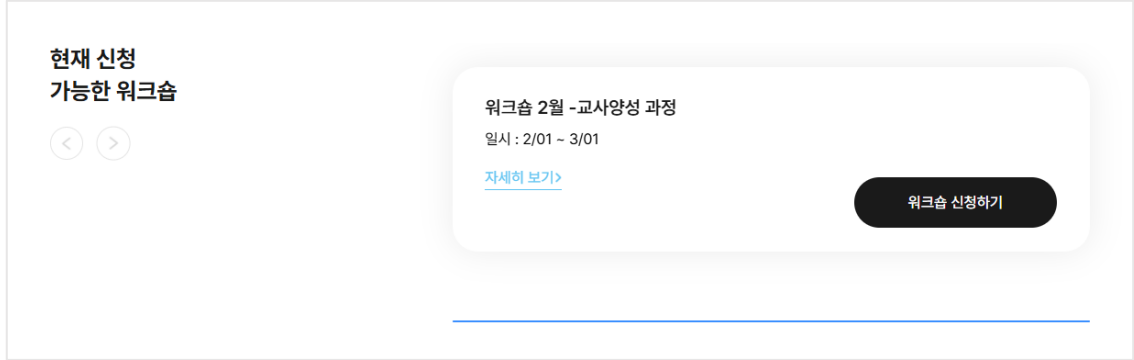 현재 신청
가능한 워크숍
워크숍 2월 -교사양성 과정
일시 : 2/01 ~ 3/01
자세히 보기>
워크숍 신청하기